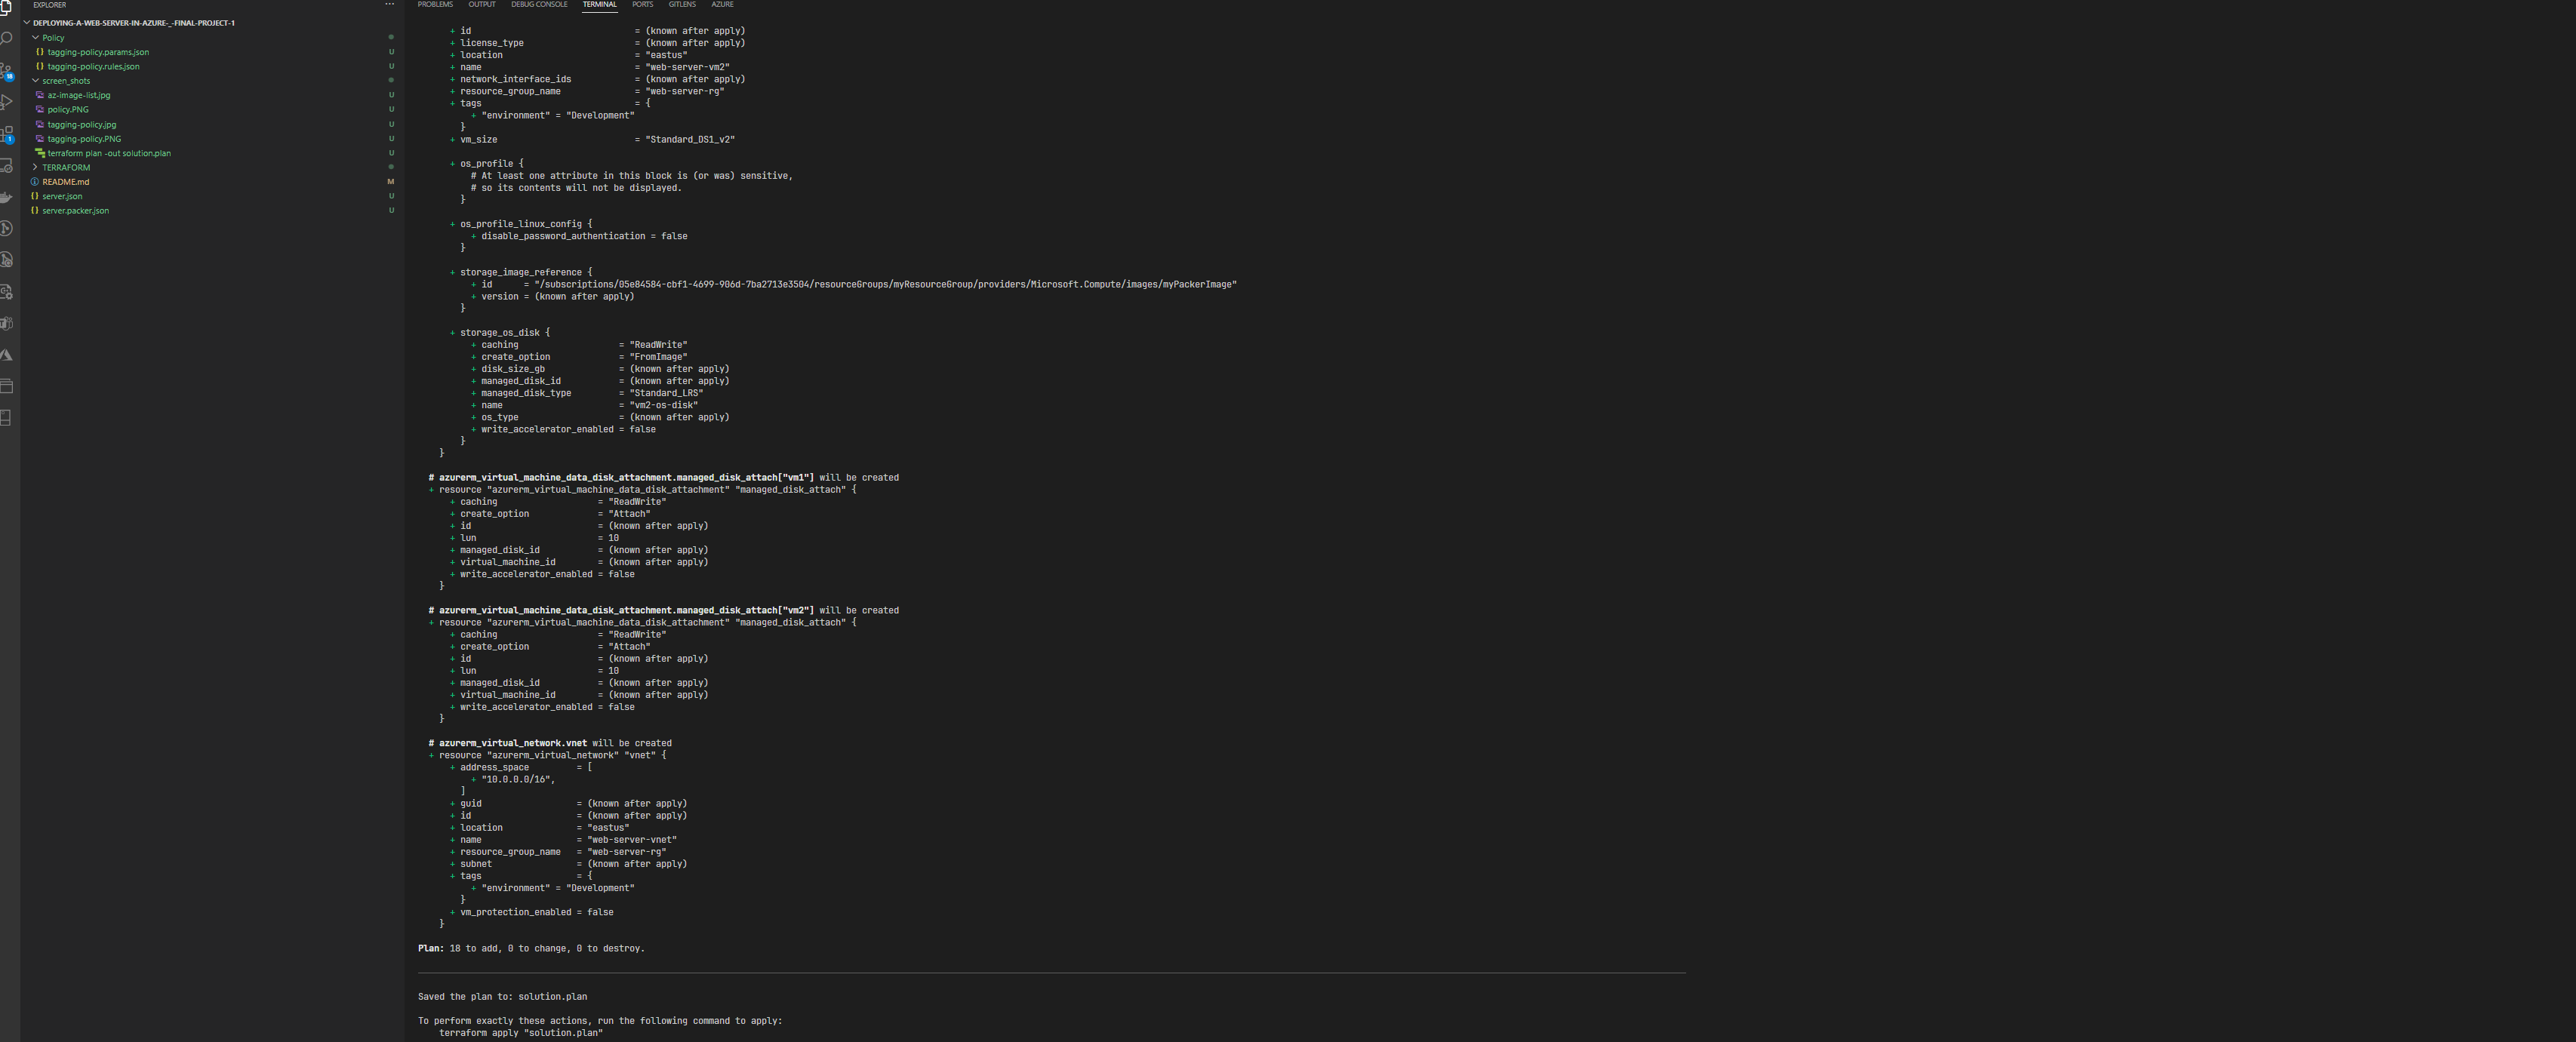 EXPLORER
DEPLOYING-A-WEB-SERVER-IN-AZURE-_-FINAL-PROJECT-1
Policy
{} tagging-policy.params.json U
{} tagging-policy.rules.json U
screen_shots
az-image-list.jpg U
policy.PNG U
tagging-policy.jpg U
tagging-policy.PNG U
terraform plan -out solution.plan U
TERRAFORM
README.md M
{} server.json U
{} server.packer.json U
18
1
PROBLEMS OUTPUT DEBUG CONSOLE TERMINAL PORTS GITLENS AZURE
+ id = (known after apply)
+ license_type = (known after apply)
+ location = "eastus"
+ name = "web-server-vm2"
+ network_interface_ids = (known after apply)
+ resource_group_name = "web-server-rg"
+ tags = {
+ "environment" = "Development"
}
+ vm_size = "Standard_DS1_v2"
+ os_profile {
# At least one attribute in this block is (or was) sensitive,
# so its contents will not be displayed.
}
+ os_profile_linux_config {
+ disable_password_authentication = false
}
+ storage_image_reference {
+ id = "/subscriptions/05e84584-cbf1-4699-906d-7ba2713e3504/resourceGroups/myResourceGroup/providers/Microsoft.Compute/images/myPackerImage"
+ version = (known after apply)
}
+ storage_os_disk {
+ caching = "ReadWrite"
+ create_option = "FromImage"
+ disk_size_gb = (known after apply)
+ managed_disk_id = (known after apply)
+ managed_disk_type = "Standard_LRS"
+ name = "vm2-os-disk"
+ os_type = (known after apply)
+ write_accelerator_enabled = false
}
}
# azurerm_virtual_machine_data_disk_attachment.managed_disk_attach["vm1"] will be created
+ resource "azurerm_virtual_machine_data_disk_attachment" "managed_disk_attach" {
+ caching = "ReadWrite"
+ create_option = "Attach"
+ id = (known after apply)
+ lun = 10
+ managed_disk_id = (known after apply)
+ virtual_machine_id = (known after apply)
+ write_accelerator_enabled = false
}
# azurerm_virtual_machine_data_disk_attachment.managed_disk_attach["vm2"] will be created
+ resource "azurerm_virtual_machine_data_disk_attachment" "managed_disk_attach" {
+ caching = "ReadWrite"
+ create_option = "Attach"
+ id = (known after apply)
+ lun = 10
+ managed_disk_id = (known after apply)
+ virtual_machine_id = (known after apply)
+ write_accelerator_enabled = false
}
# azurerm_virtual_network.vnet will be created
+ resource "azurerm_virtual_network" "vnet" {
+ address_space = [
+ "10.0.0.0/16",
]
+ guid = (known after apply)
+ id = (known after apply)
+ location = "eastus"
+ name = "web-server-vnet"
+ resource_group_name = "web-server-rg"
+ subnet = (known after apply)
+ tags = {
+ "environment" = "Development"
}
+ vm_protection_enabled = false
}
Plan: 18 to add, 0 to change, 0 to destroy.
Saved the plan to: solution.plan
To perform exactly these actions, run the following command to apply:
terraform apply "solution.plan"